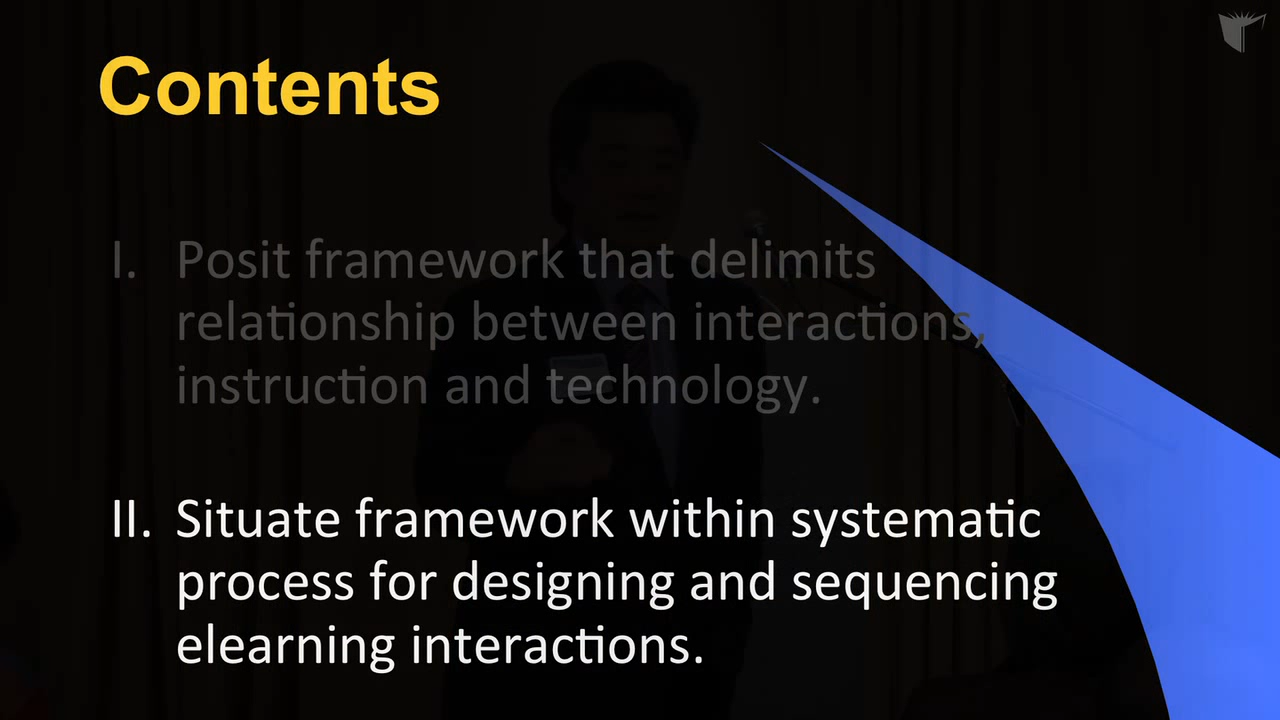 Contents
I. Posit framework that delimits
relationship between interactions,
instruction and technology.
II. Situate framework within systematic
process for designing and sequencing
elearning interactions.